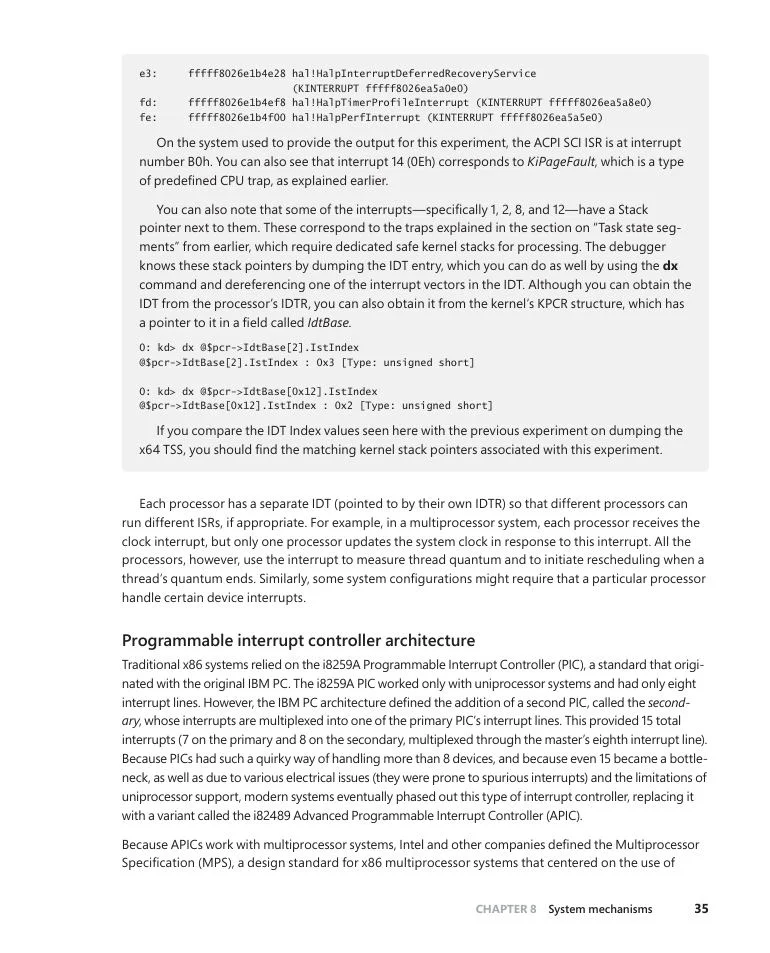 e3: fffff8026e1b4e28 hal!HalpInterruptDeferredRecoveryService
(KINTERRUPT fffff8026ea5a0e0)
fd: fffff8026e1b4ef8 hal!HalpTimerProfileInterrupt (KINTERRUPT fffff8026ea5a8e0)
fe: fffff8026e1b4f00 hal!HalpPerfInterrupt (KINTERRUPT fffff8026ea5a5e0)
On the system used to provide the output for this experiment, the ACPI SCI ISR is at interrupt
number B0h. You can also see that interrupt 14 (0Eh) corresponds to KiPageFault, which is a type
of predefined CPU trap, as explained earlier.
You can also note that some of the interrupts—specifically 1, 2, 8, and 12—have a Stack
pointer next to them. These correspond to the traps explained in the section on “Task state seg-
ments” from earlier, which require dedicated safe kernel stacks for processing. The debugger
knows these stack pointers by dumping the IDT entry, which you can do as well by using the dx
command and dereferencing one of the interrupt vectors in the IDT. Although you can obtain the
IDT from the processor’s IDTR, you can also obtain it from the kernel’s KPCR structure, which has
a pointer to it in a field called IdtBase.
0: kd> dx @$pcr->IdtBase[2].IstIndex
@$pcr->IdtBase[2].IstIndex : 0x3 [Type: unsigned short]
0: kd> dx @$pcr->IdtBase[0x12].IstIndex
@$pcr->IdtBase[0x12].IstIndex : 0x2 [Type: unsigned short]
If you compare the IDT Index values seen here with the previous experiment on dumping the
x64 TSS, you should find the matching kernel stack pointers associated with this experiment.
Each processor has a separate IDT (pointed to by their own IDTR) so that different processors can
run different ISRs, if appropriate. For example, in a multiprocessor system, each processor receives the
clock interrupt, but only one processor updates the system clock in response to this interrupt. All the
processors, however, use the interrupt to measure thread quantum and to initiate rescheduling when a
thread’s quantum ends. Similarly, some system configurations might require that a particular processor
handle certain device interrupts.
Programmable interrupt controller architecture
Traditional x86 systems relied on the i8259A Programmable Interrupt Controller (PIC), a standard that origi-
nated with the original IBM PC. The i8259A PIC worked only with uniprocessor systems and had only eight
interrupt lines. However, the IBM PC architecture defined the addition of a second PIC, called the second-
ary, whose interrupts are multiplexed into one of the primary PIC’s interrupt lines. This provided 15 total
interrupts (7 on the primary and 8 on the secondary, multiplexed through the master’s eighth interrupt line).
Because PICs had such a quirky way of handling more than 8 devices, and because even 15 became a bottle-
neck, as well as due to various electrical issues (they were prone to spurious interrupts) and the limitations of
uniprocessor support, modern systems eventually phased out this type of interrupt controller, replacing it
with a variant called the i82489 Advanced Programmable Interrupt Controller (APIC).
Because APICs work with multiprocessor systems, Intel and other companies defined the Multiprocessor
Specification (MPS), a design standard for x86 multiprocessor systems that centered on the use of
CHAPTER 8 System mechanisms 35